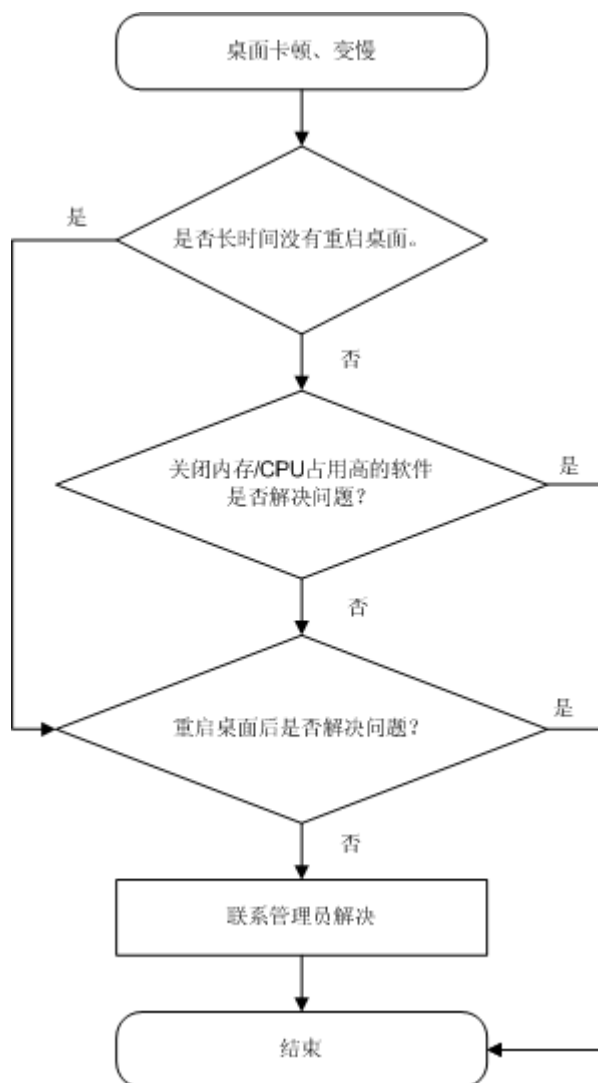 桌面卡顿、变慢
是
是否长时间没有重启桌面。
否
关闭内存/CPU占用高的软件
是否解决问题？
是
否
重启桌面后是否解决问题？
是
否
联系管理员解决
结束